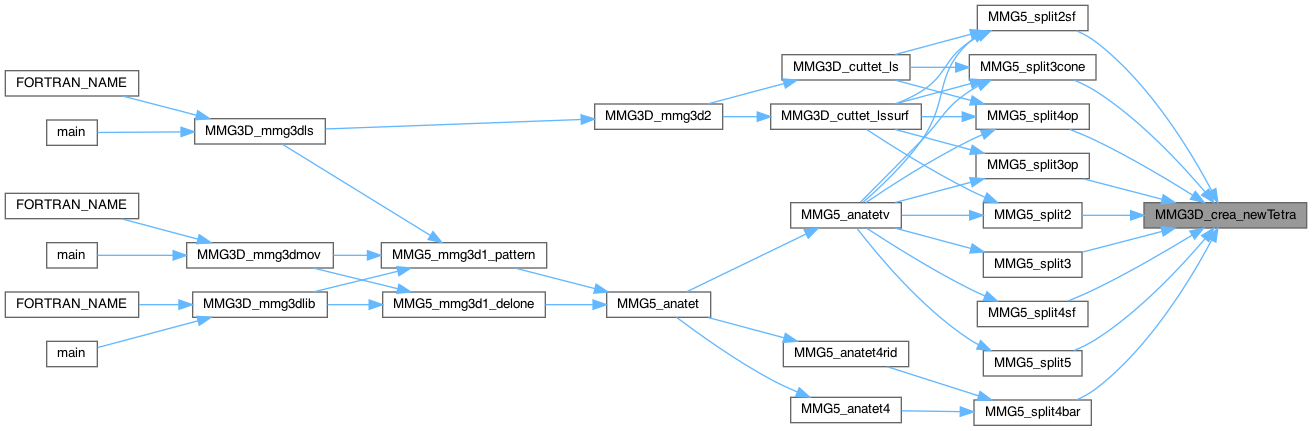 MMG5_split2sf
MMG3D_cuttet_ls
MMG5_split3cone
FORTRAN_NAME
MMG3D_mmg3d2
MMG3D_cuttet_lssurf
MMG5_split4op
main
MMG3D_mmg3dls
MMG5_split3op
FORTRAN_NAME
MMG5_anatetv
MMG5_split2
MMG3D_crea_newTetra
main
MMG3D_mmg3dmov
MMG5_mmg3d1_pattern
MMG5_split3
FORTRAN_NAME
MMG3D_mmg3dlib
MMG5_mmg3d1_delone
MMG5_anatet
MMG5_split4sf
main
MMG5_anatet4rid
MMG5_split5
MMG5_anatet4
MMG5_split4bar